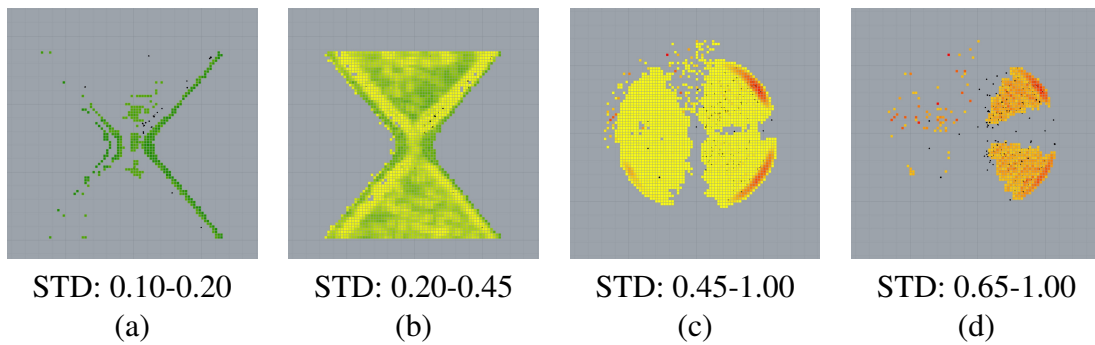 STD: 0.10-0.20
(a)
STD: 0.20-0.45
(b)
STD: 0.45-1.00
(c)
STD: 0.65-1.00
(d)